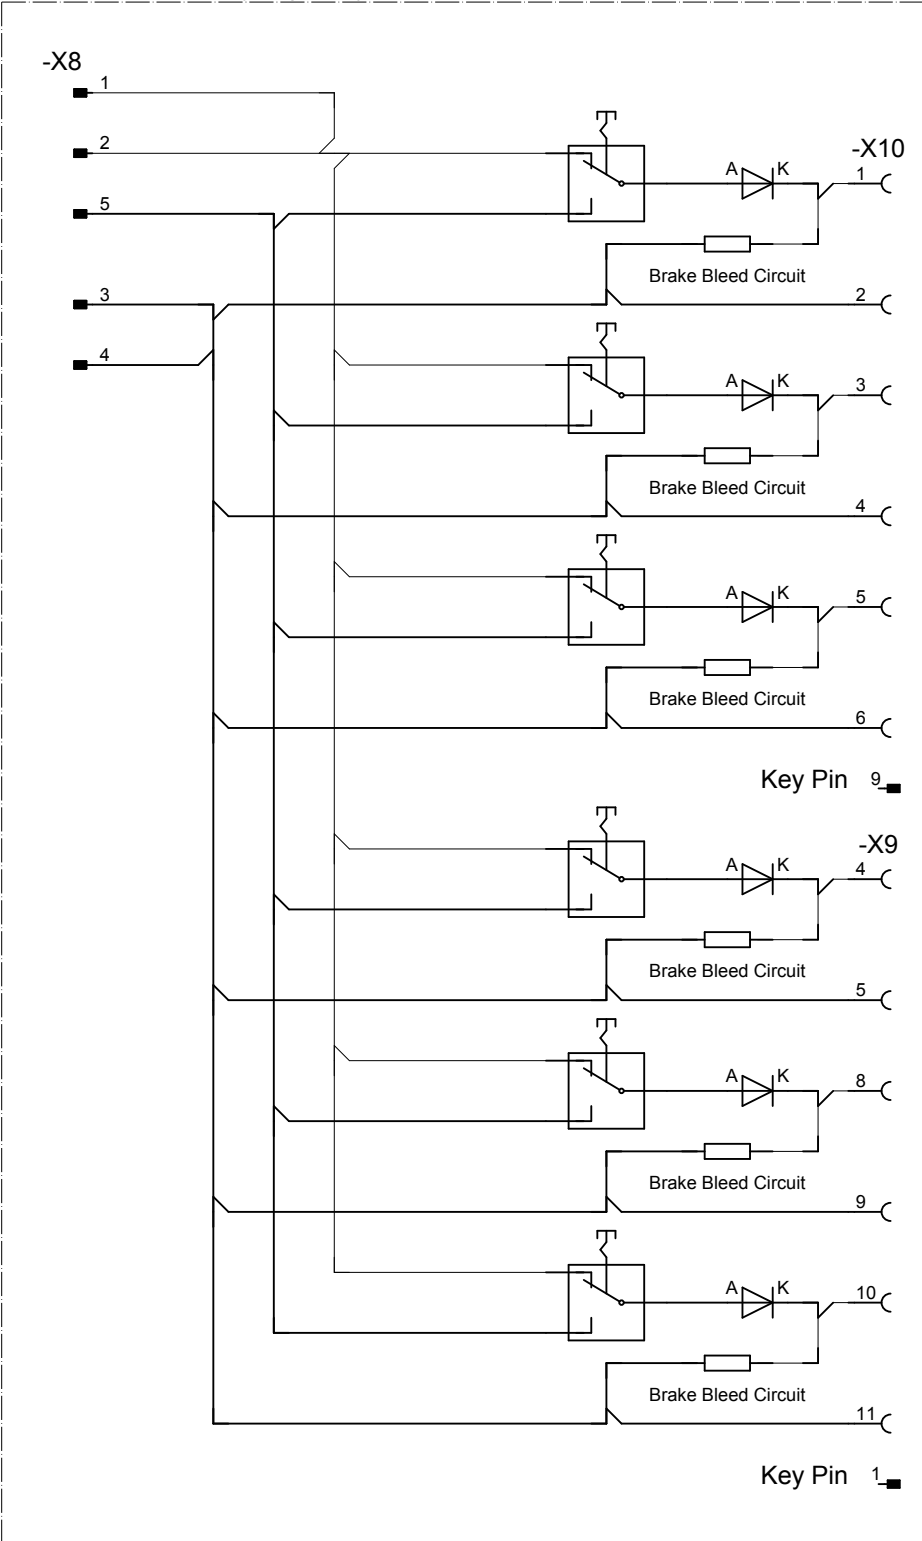 -X8
1
2
-X10
A K 1
5
Brake Bleed Circuit
3 2
4
A K 3
Brake Bleed Circuit
4
A K 5
Brake Bleed Circuit
6
Key Pin 9
-X9
A K 4
Brake Bleed Circuit
5
A K 8
Brake Bleed Circuit
9
A K 10
Brake Bleed Circuit
11
Key Pin 1